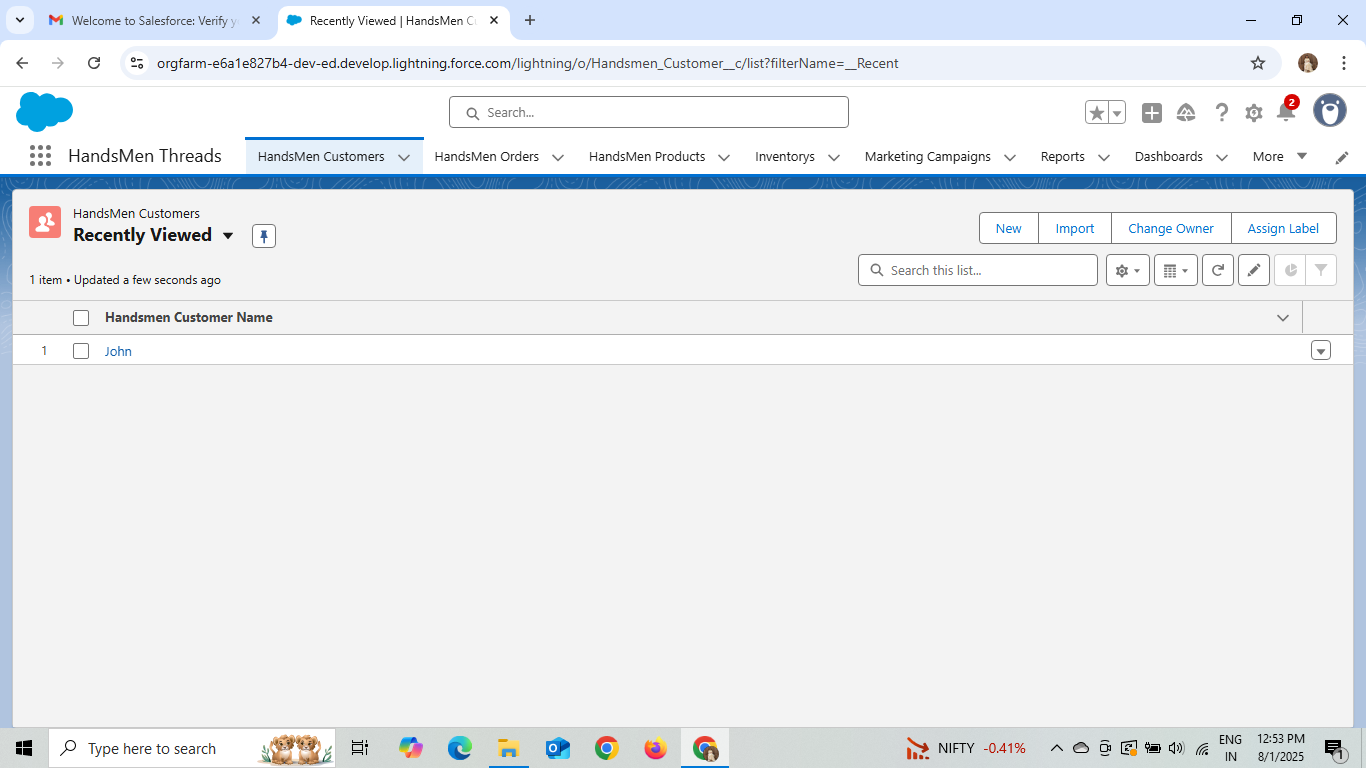 Welcome to Salesforce: Verify y
Recently Viewed | HandsMen Cu
orgfarm-e6a1e827b4-dev-ed.develop.lightning.force.com/lightning/o/Handsmen_Customer__c/list?filterName=__Recent
Search...
2
HandsMen Threads
HandsMen Customers
HandsMen Orders
HandsMen Products
Inventorys
Marketing Campaigns
Reports
Dashboards
More
HandsMen Customers
Recently Viewed
New
Import
Change Owner
Assign Label
1 item • Updated a few seconds ago
Search this list...
Handsmen Customer Name
1
John
Type here to search
NIFTY -0.41%
ENG
IN
12:53 PM
8/1/2025
1